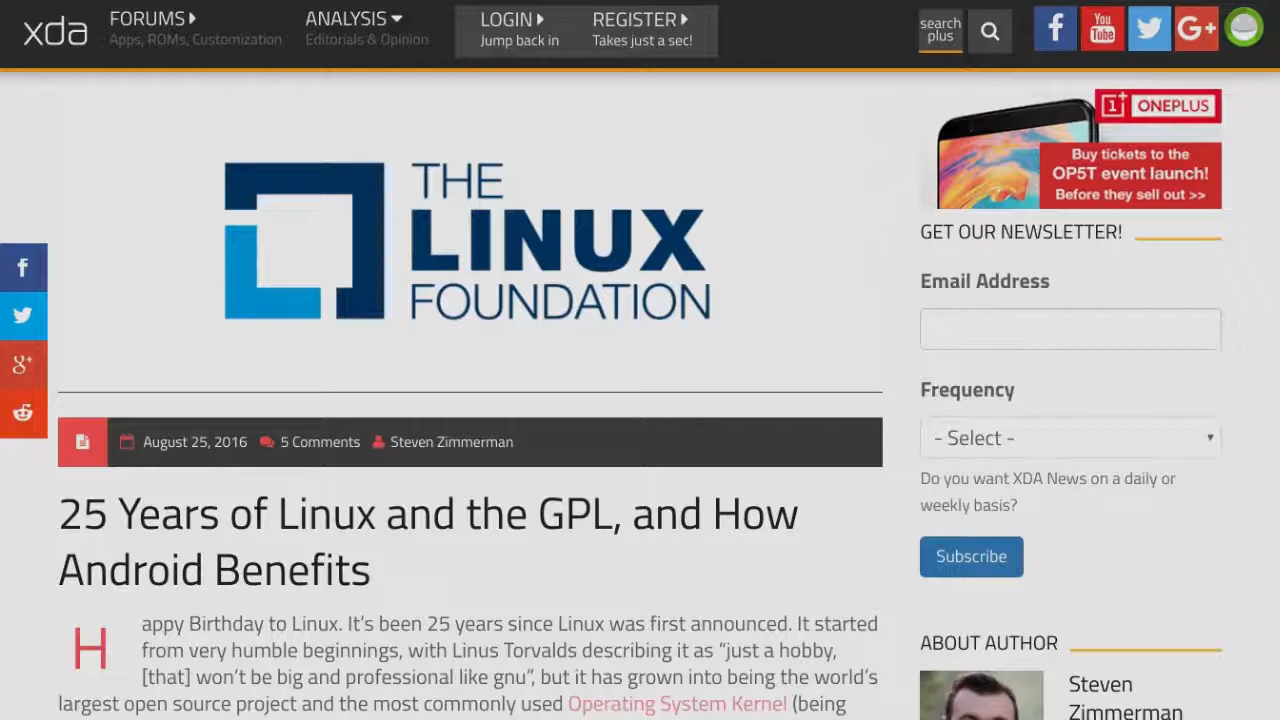 xda
FORUMS
Apps, ROMs, Customization
ANALYSIS
Editorials & Opinion
LOGIN
Jump back in
REGISTER
Takes just a sec!
search
plus
f
You
Tube
G+
THE
LINUX
FOUNDATION
1+ ONEPLUS
Buy tickets to the
OP5T event launch!
Before they sell out >>
GET OUR NEWSLETTER!
Email Address
Frequency
- Select -
Do you want XDA News on a daily or
weekly basis?
Subscribe
f
g+
August 25, 2016 5 Comments Steven Zimmerman
25 Years of Linux and the GPL, and How
Android Benefits
Happy Birthday to Linux. It’s been 25 years since Linux was first announced. It started
from very humble beginnings, with Linus Torvalds describing it as “just a hobby,
[that] won’t be big and professional like gnu”, but it has grown into being the world’s
largest open source project and the most commonly used Operating System Kernel (being
ABOUT AUTHOR
Steven
Zimmerman